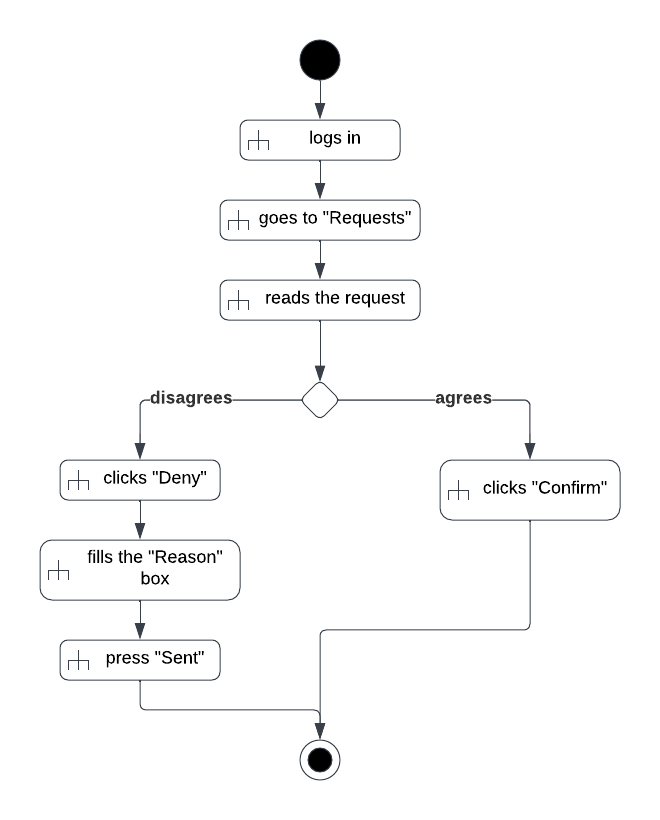 logs in
goes to "Requests"
reads the request
disagrees
agrees
clicks "Deny"
clicks "Confirm"
fills the "Reason"
box
press "Sent"